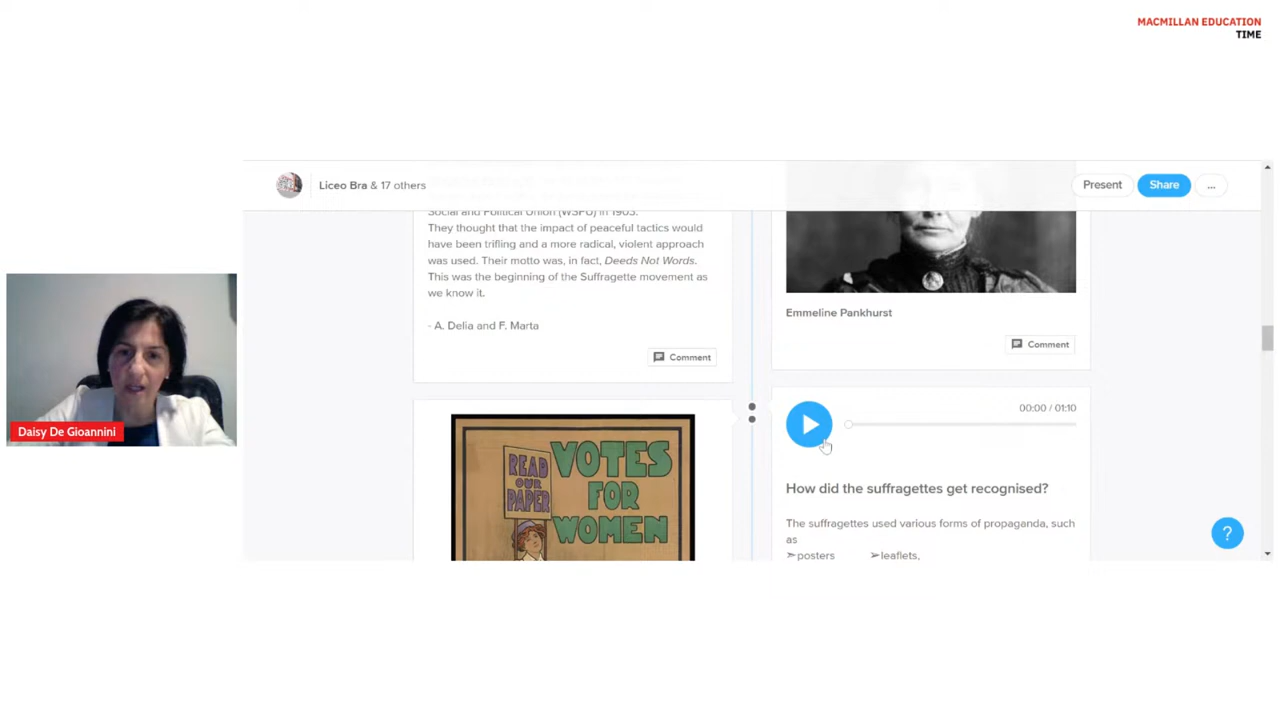 MACMILLAN EDUCATION
TIME
Liceo Bra & 17 others
Present
Share
...
Social and Political Union (WSPU) in 1903.
They thought that the impact of peaceful tactics would
have been trifling and a more radical, violent approach
was used. Their motto was, in fact, Deeds Not Words.
This was the beginning of the Suffragette movement as
we know it.
- A. Delia and F. Marta
Comment
Emmeline Pankhurst
Comment
READ
OUR
PAPER
VOTES
FOR
WOMEN
00:00 / 01:10
How did the suffragettes get recognised?
The suffragettes used various forms of propaganda, such
as
➣posters ➣leaflets,
?
Daisy De Gioannini